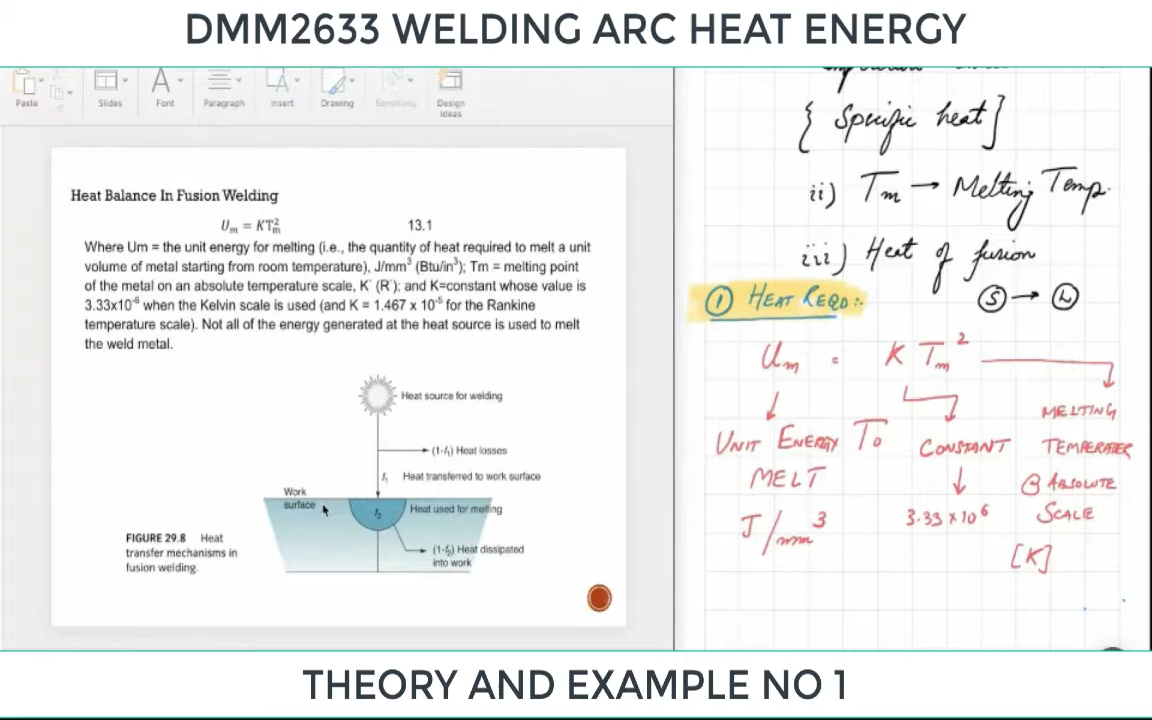 DMM2633 WELDING ARC HEAT ENERGY
Paste
Slides
Font
Paragraph
Insert
Drawing
Sensitivity
Design
Ideas
Heat Balance In Fusion Welding
Uₘ = KT²ₘ 13.1
Where Um = the unit energy for melting (i.e., the quantity of heat required to melt a unit
volume of metal starting from room temperature), J/mm³ (Btu/in³); Tm = melting point
of the metal on an absolute temperature scale, K˚ (R˚); and K=constant whose value is
3.33x10⁻⁶ when the Kelvin scale is used (and K = 1.467 x 10⁻⁵ for the Rankine
temperature scale). Not all of the energy generated at the heat source is used to melt
the weld metal.
Heat source for welding
(1-f₁) Heat losses
f₁ Heat transferred to work surface
Work
surface
f₂
Heat used for melting
(1-f₂) Heat dissipated
into work
FIGURE 29.8 Heat
transfer mechanisms in
fusion welding.
{ Specific heat]
ii) Tm → Melting Temp.
iii) Heat of fusion
S → L
① HEAT REQD:-
Um = K Tm²
UNIT ENERGY TO
MELT
J/mm³
CONSTANT
3.33 x 10⁶
MELTING
TEMPERATER
@ ABSOLUTE
SCALE
[K]
THEORY AND EXAMPLE NO 1